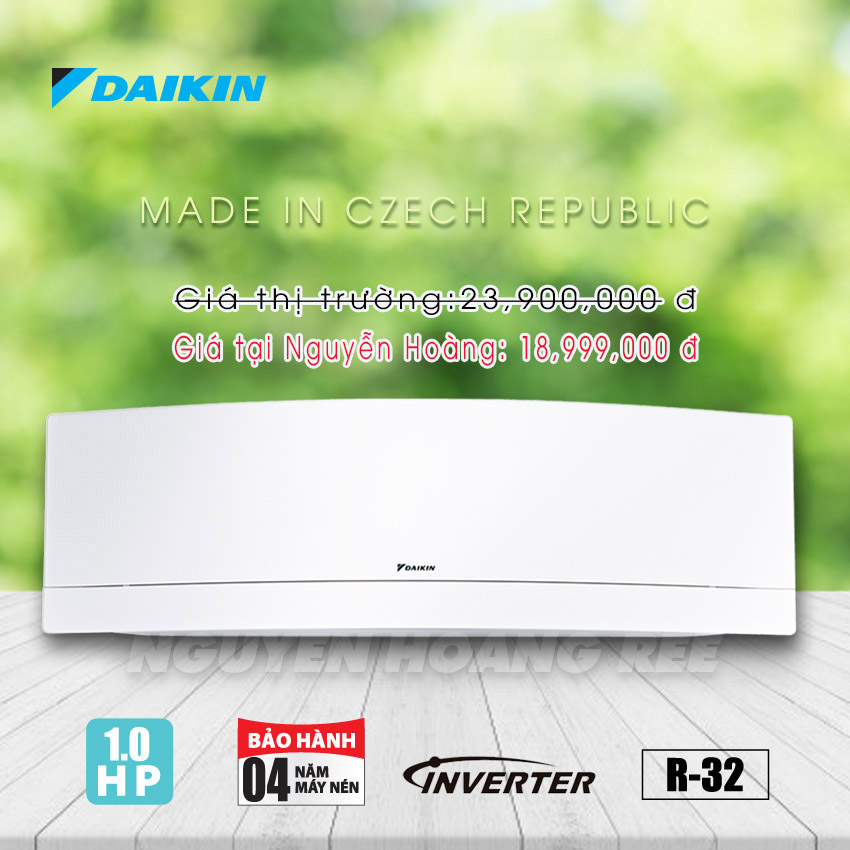 DAIKIN
MADE IN CZECH REPUBLIC
Giá thị trường:23,900,000 đ
Giá tại Nguyễn Hoàng: 18,999,000 đ
DAIKIN
NGUYEN HOANG REE
1.0
HP
BẢO HÀNH
04 NĂM
MÁY NÉN
INVERTER
R-32